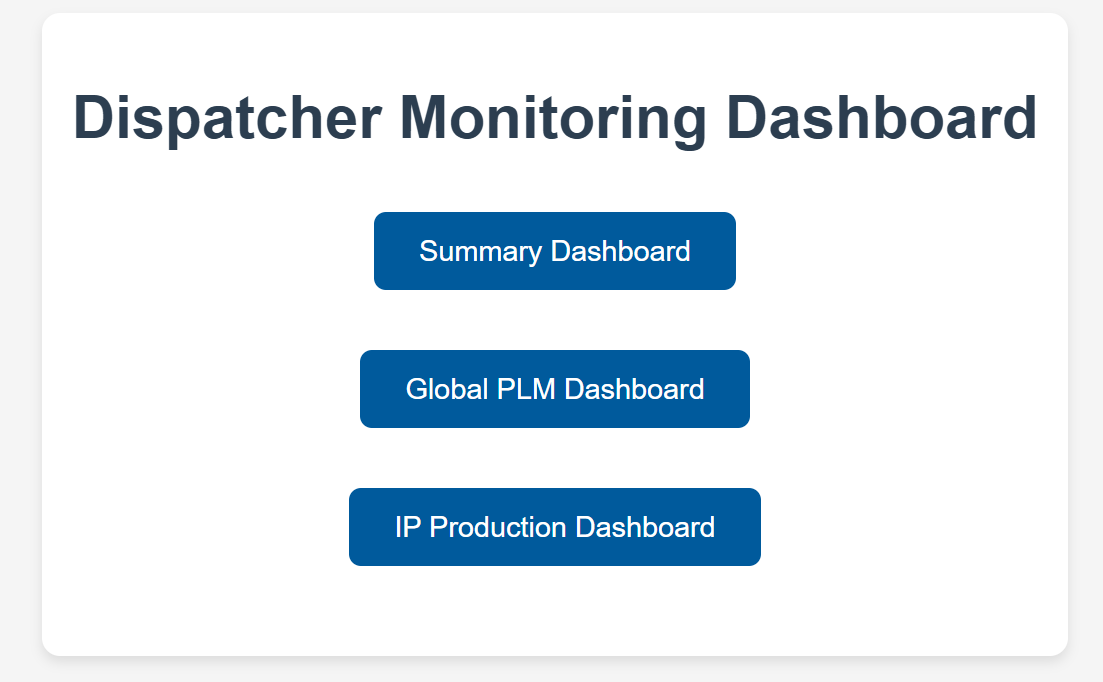 Dispatcher Monitoring Dashboard
Summary Dashboard
Global PLM Dashboard
IP Production Dashboard